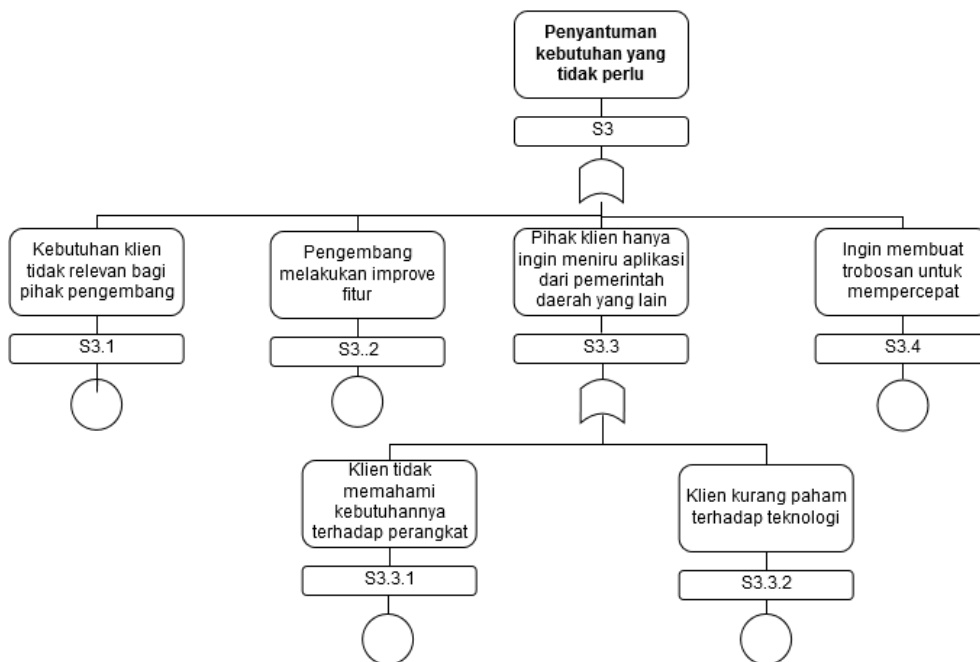 Penyantuman
kebutuhan yang
tidak perlu
S3
Kebutuhan klien
tidak relevan bagi
pihak pengembang
S3.1
Pengembang
melakukan improve
fitur
S3..2
Pihak klien hanya
ingin meniru aplikasi
dari pemerintah
daerah yang lain
S3.3
Ingin membuat
trobosan untuk
mempercepat
S3.4
Klien tidak
memahami
kebutuhannya
terhadap perangkat
S3.3.1
Klien kurang paham
terhadap teknologi
S3.3.2